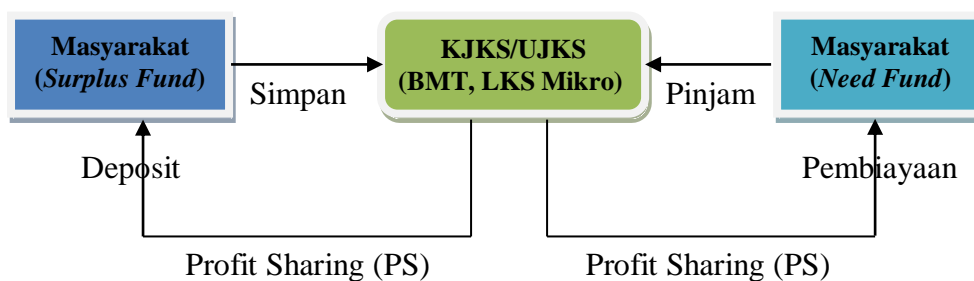 Masyarakat
(Surplus Fund)
Simpan
KJKS/UJKS
(BMT, LKS Mikro)
Pinjam
Masyarakat
(Need Fund)
Deposit
Pembiayaan
Profit Sharing (PS)
Profit Sharing (PS)